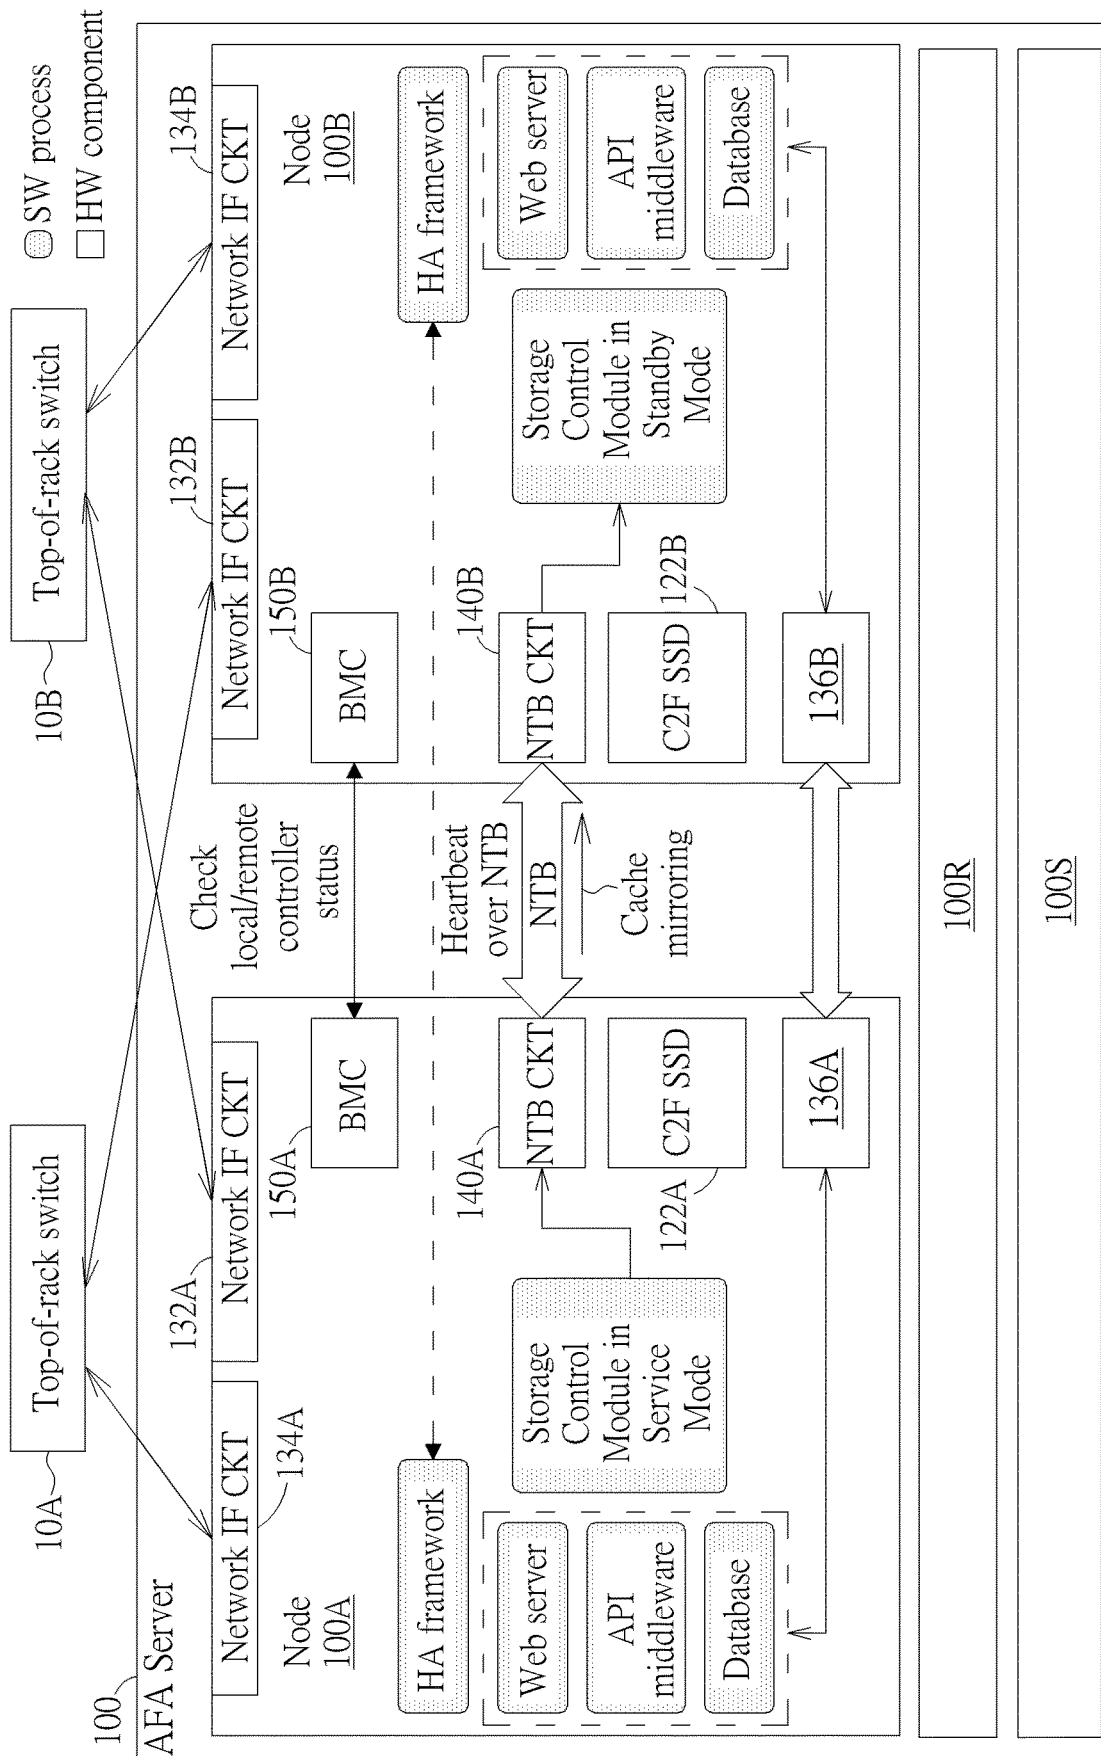 SW process
HW component
10A
Top-of-rack switch
10B
Top-of-rack switch
100
AFA Server
Network IF CKT
134A
132A
Network IF CKT
132B
Network IF CKT
134B
Network IF CKT
Node
100A
150A
BMC
Check
local/remote
controller
status
150B
BMC
Node
100B
HA framework
HA framework
Web server
API
middleware
Database
Storage
Control
Module in
Service
Mode
140A
NTB CKT
Heartbeat
over NTB
NTB
Cache
mirroring
140B
NTB CKT
Storage
Control
Module in
Standby
Mode
Web server
API
middleware
Database
122A
C2F SSD
C2F SSD
122B
136A
136B
100R
100S